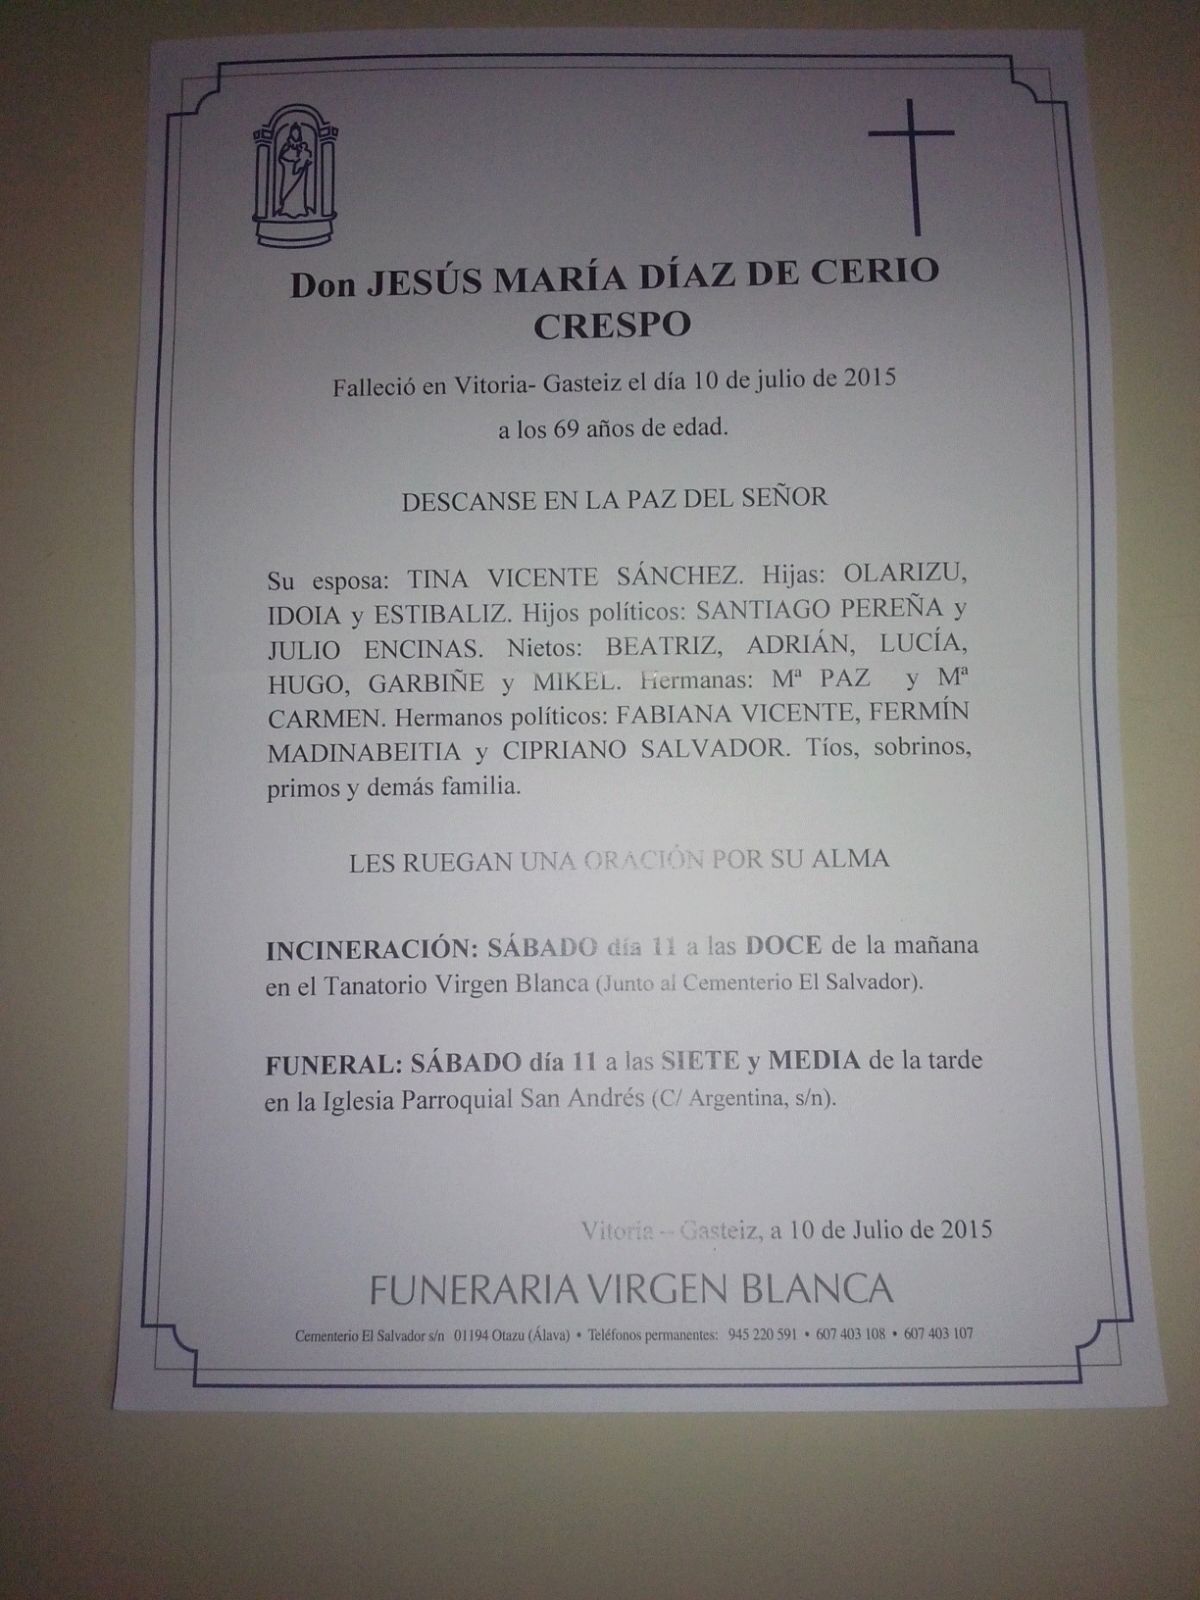 Don JESÚS MARÍA DÍAZ DE CERIO
CRESPO
Falleció en Vitoria- Gasteiz el día 10 de julio de 2015
a los 69 años de edad.
DESCANSE EN LA PAZ DEL SEÑOR
Su esposa: TINA VICENTE SÁNCHEZ. Hijas: OLARIZU,
IDOIA y ESTIBALIZ. Hijos políticos: SANTIAGO PEREÑA y
JULIO ENCINAS. Nietos: BEATRIZ, ADRIÁN, LUCÍA,
HUGO, GARBIÑE y MIKEL. Hermanas: Mª PAZ y Mª
CARMEN. Hermanos políticos: FABIANA VICENTE, FERMÍN
MADINABEITIA y CIPRIANO SALVADOR. Tíos, sobrinos,
primos y demás familia.
LES RUEGAN UNA ORACIÓN POR SU ALMA
INCINERACIÓN: SÁBADO día 11 a las DOCE de la mañana
en el Tanatorio Virgen Blanca (Junto al Cementerio El Salvador).
FUNERAL: SÁBADO día 11 a las SIETE y MEDIA de la tarde
en la Iglesia Parroquial San Andrés (C/ Argentina, s/n).
Vitoria -- Gasteiz, a 10 de Julio de 2015
FUNERARIA VIRGEN BLANCA
Cementerio El Salvador s/n 01194 Otazu (Álava) • Teléfonos permanentes: 945 220 591 • 607 403 108 • 607 403 107